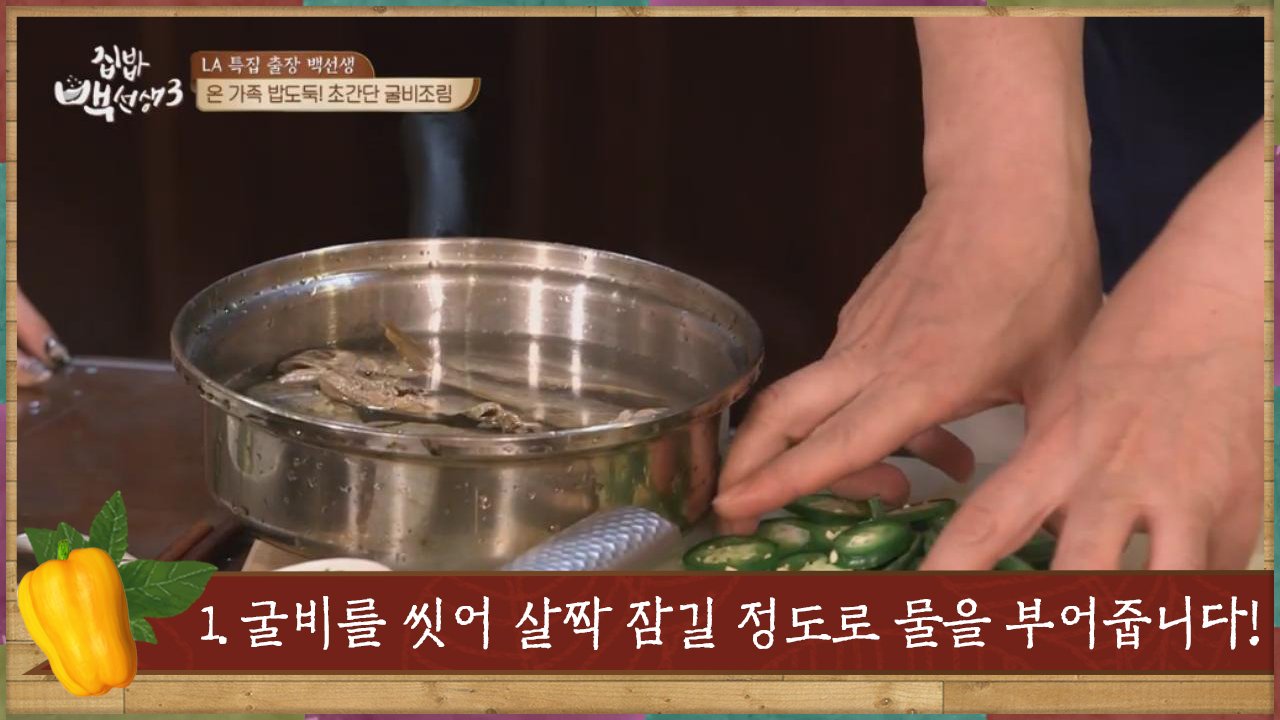 집밥
백선생3
LA 특집 출장 백선생
온 가족 밥도둑! 초간단 굴비조림
1. 굴비를 씻어 살짝 잠길 정도로 물을 부어줍니다!